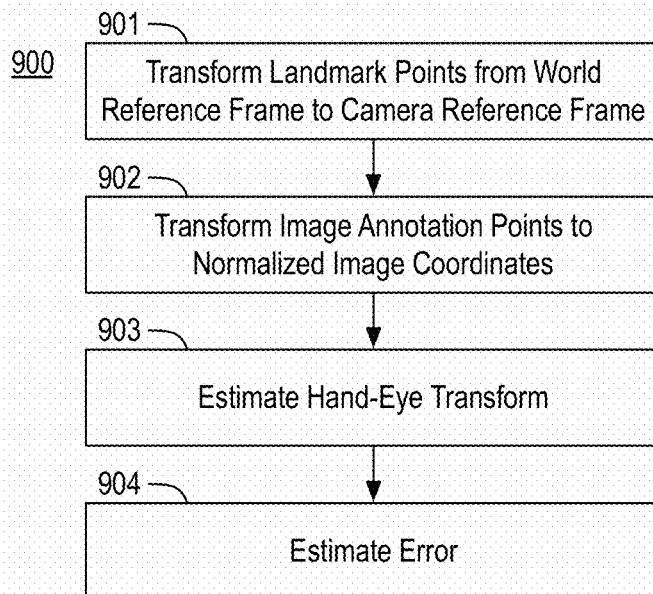 901
900
Transform Landmark Points from World
Reference Frame to Camera Reference Frame
902
Transform Image Annotation Points to
Normalized Image Coordinates
903
Estimate Hand-Eye Transform
904
Estimate Error